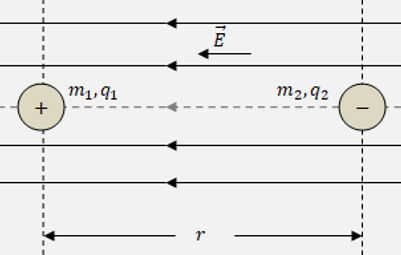 E⃗
+
m₁, q₁
m₂, q₂
−
r